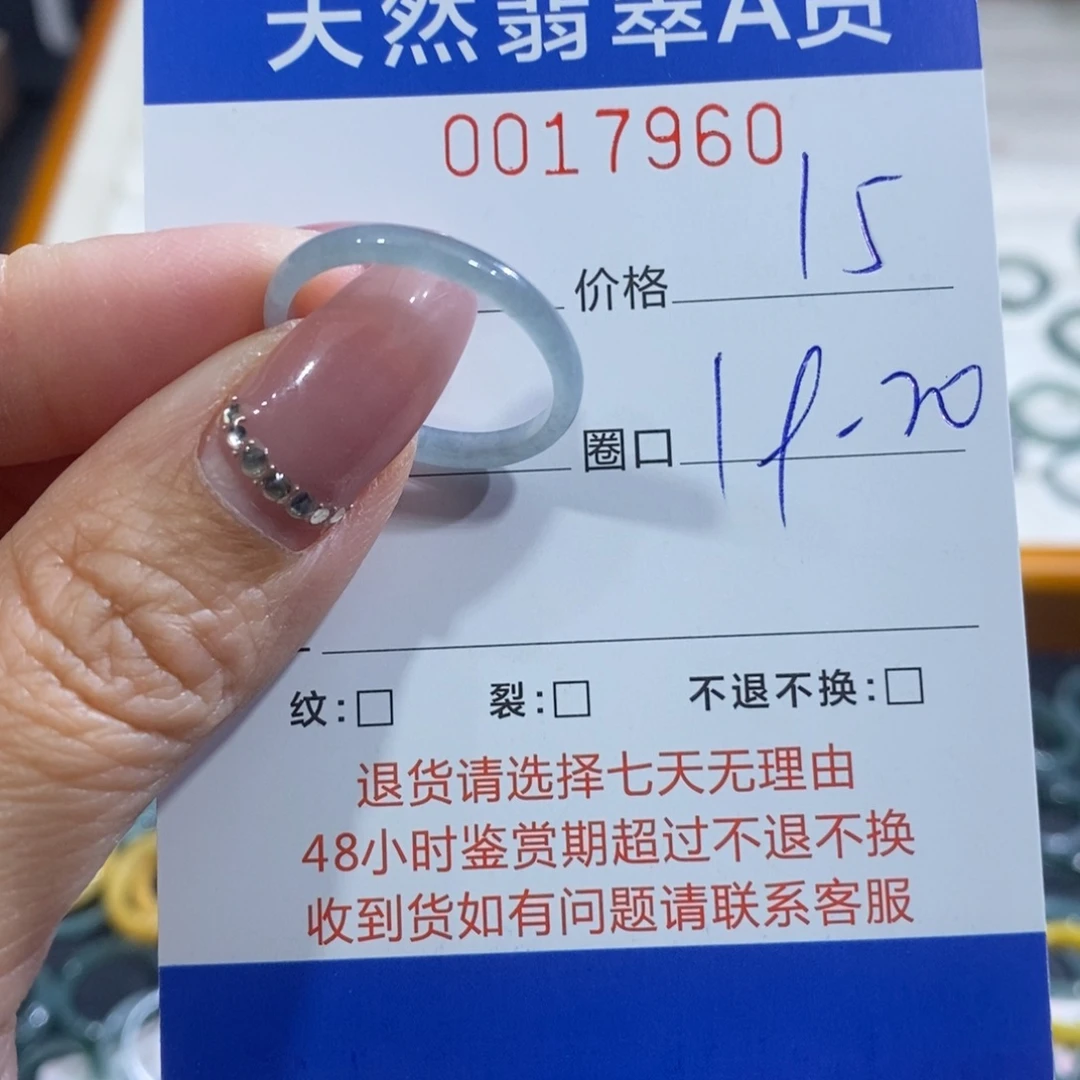 天然翡翠A货
0017960
价格 15
圈口 19-20
纹:□ 裂:□ 不退不换:□
退货请选择七天无理由
48小时鉴赏期超过不退不换
收到货如有问题请联系客服